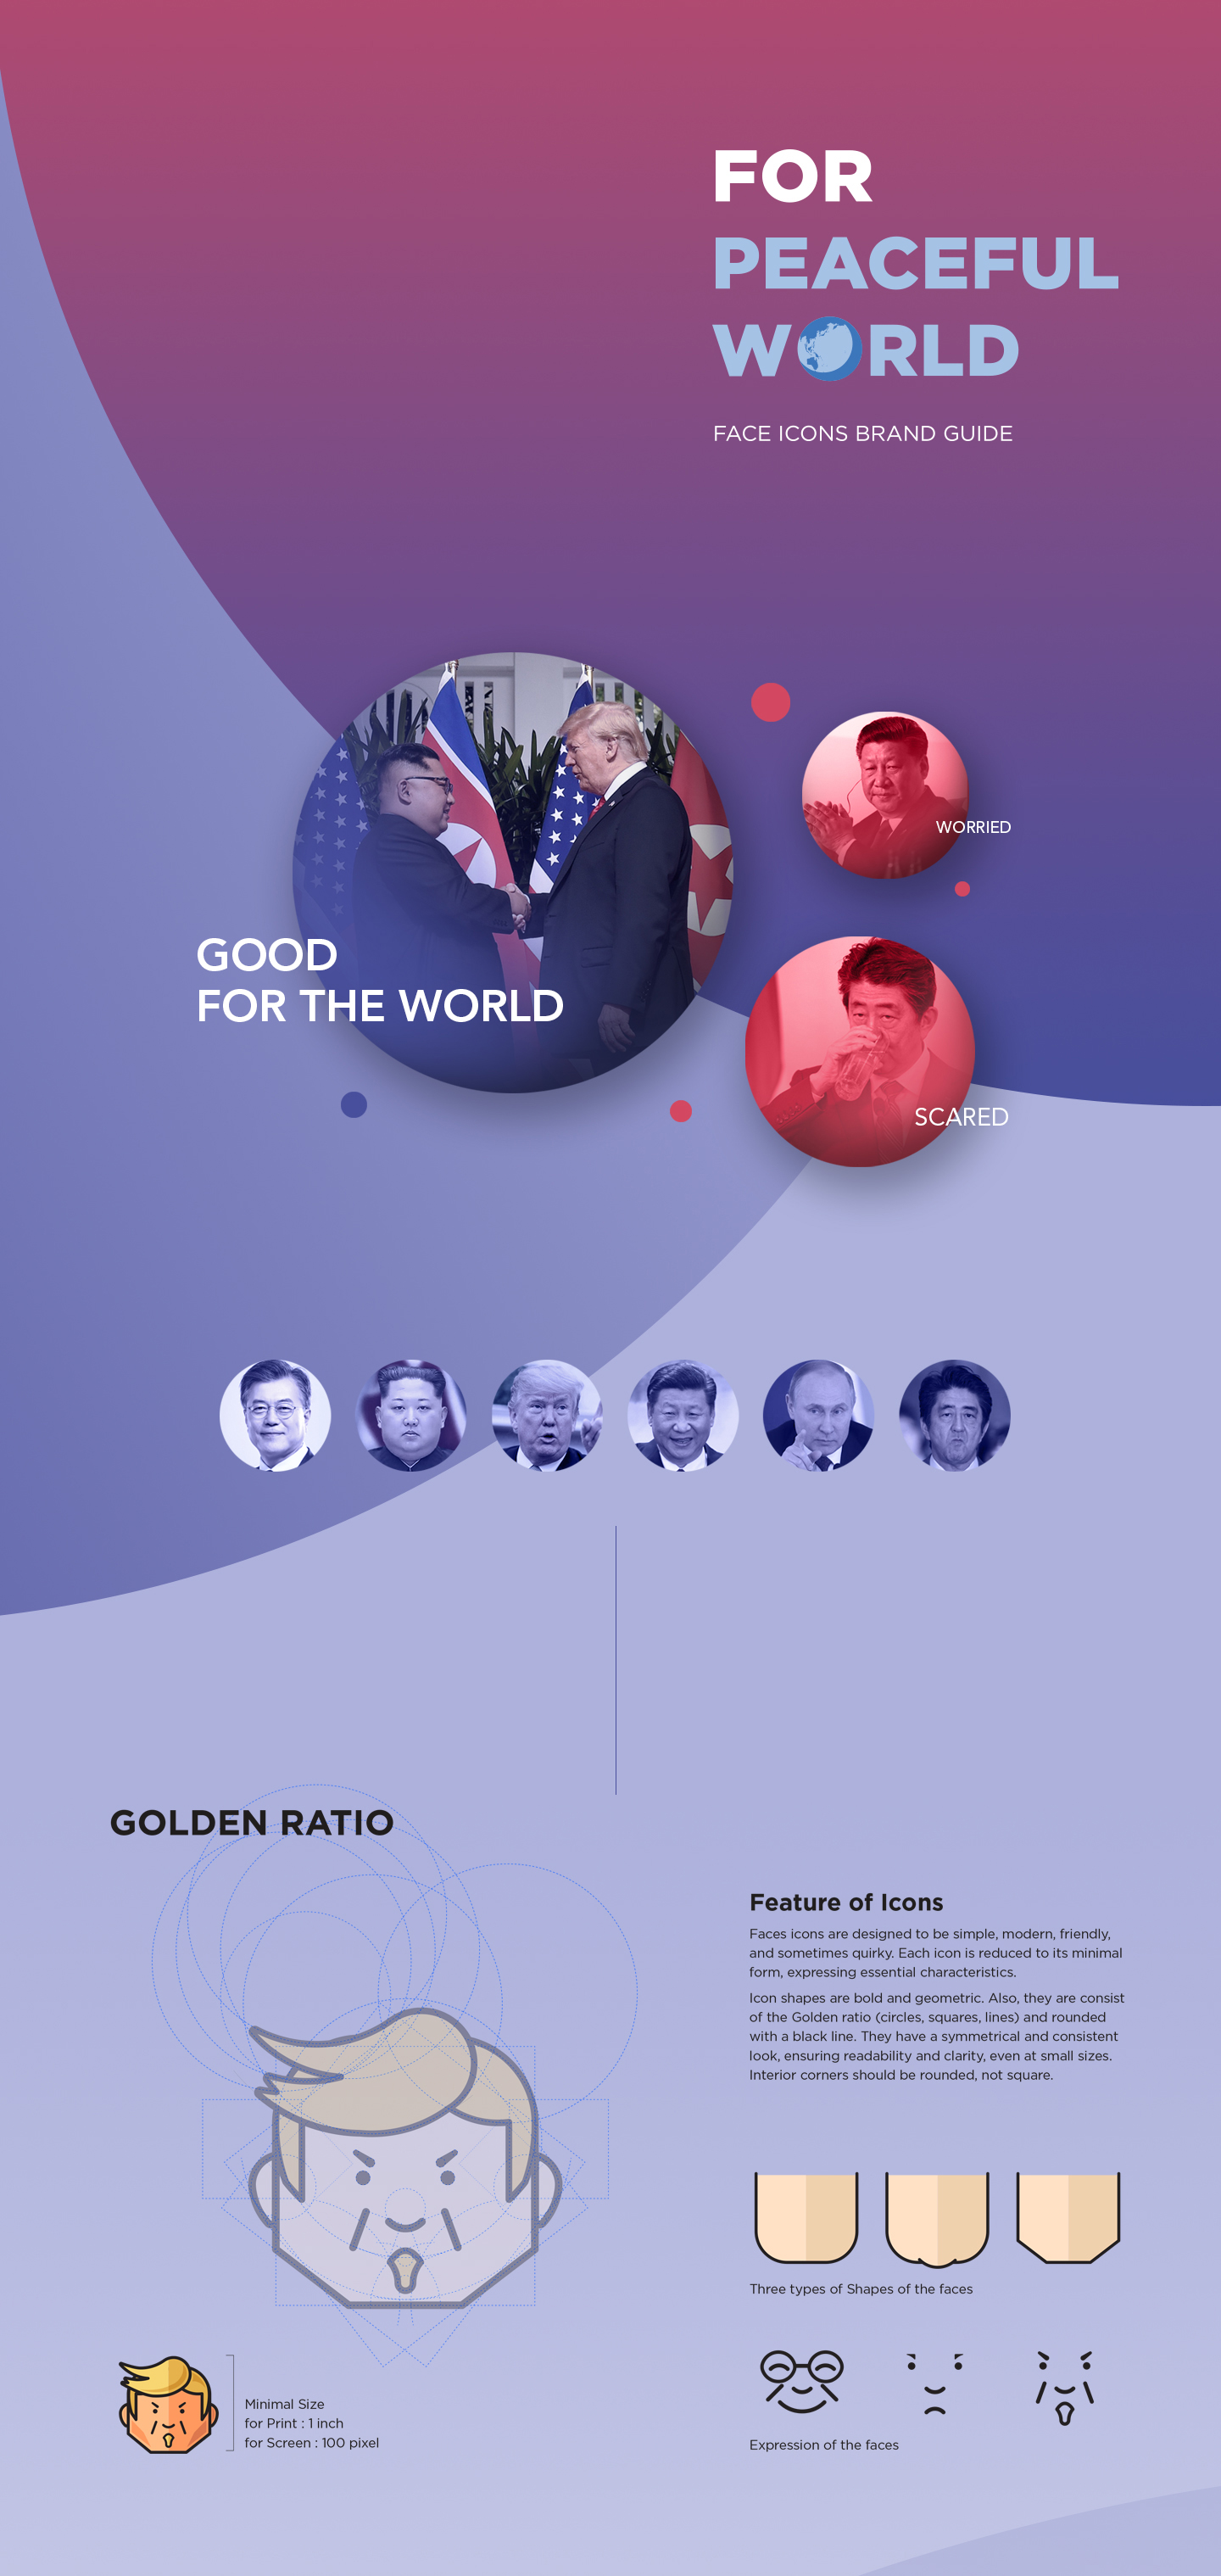 FOR
PEACEFUL
WORLD
FACE ICONS BRAND GUIDE
WORRIED
GOOD
FOR THE WORLD
SCARED
GOLDEN RATIO
Feature of Icons
Faces icons are designed to be simple, modern, friendly,
and sometimes quirky. Each icon is reduced to its minimal
form, expressing essential characteristics.
Icon shapes are bold and geometric. Also, they are consist
of the Golden ratio (circles, squares, lines) and rounded
with a black line. They have a symmetrical and consistent
look, ensuring readability and clarity, even at small sizes.
Interior corners should be rounded, not square.
Three types of Shapes of the faces
Minimal Size
for Print : 1 inch
for Screen : 100 pixel
Expression of the faces